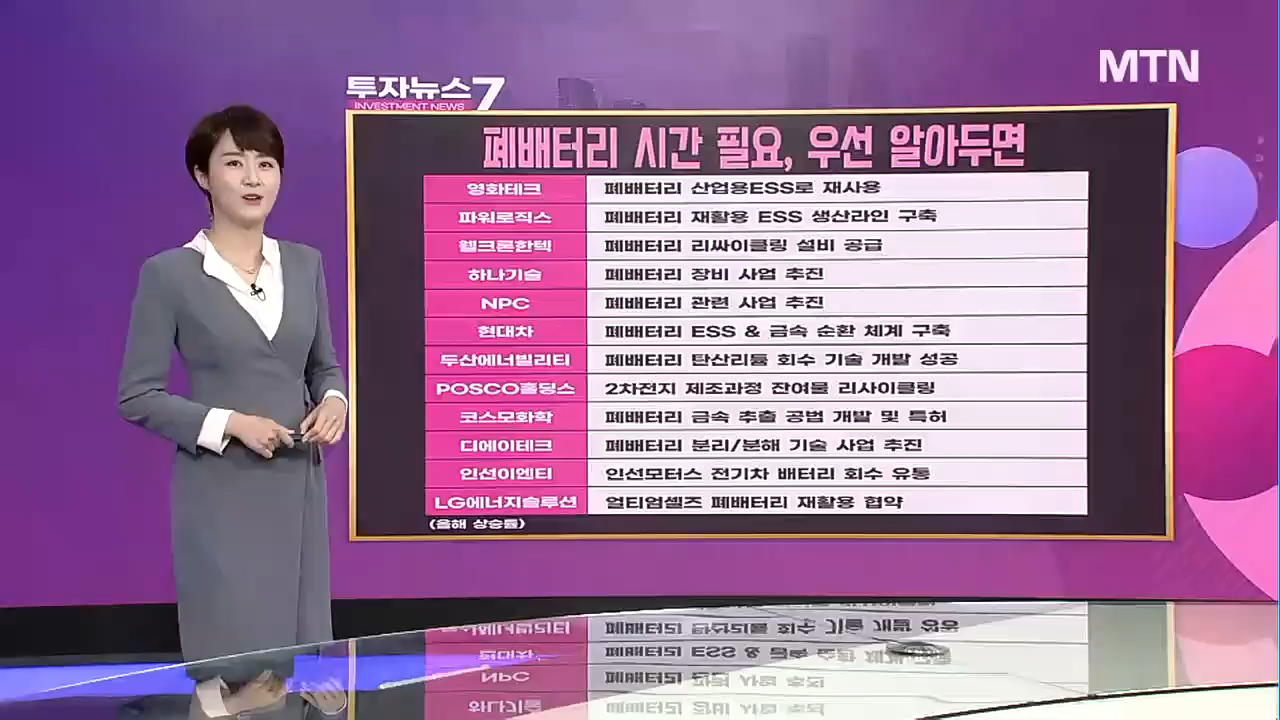 MTN
투자뉴스7
INVESTMENT NEWS
폐배터리 시간 필요, 우선 알아두면
영화테크 폐배터리 산업용ESS로 재사용
파워로직스 폐배터리 재활용 ESS 생산라인 구축
웰크론한텍 폐배터리 리싸이클링 설비 공급
하나기술 폐배터리 장비 사업 추진
NPC 폐배터리 관련 사업 추진
현대차 폐배터리 ESS & 금속 순환 체계 구축
두산에너빌리티 폐배터리 탄산리튬 회수 기술 개발 성공
POSCO홀딩스 2차전지 제조과정 잔여물 리사이클링
코스모화학 폐배터리 금속 추출 공법 개발 및 특허
디에이테크 폐배터리 분리/분해 기술 사업 추진
인선이엔티 인선모터스 전기차 배터리 회수 유통
LG에너지솔루션 얼티엄셀즈 폐배터리 재활용 협약
(올해 상승률)